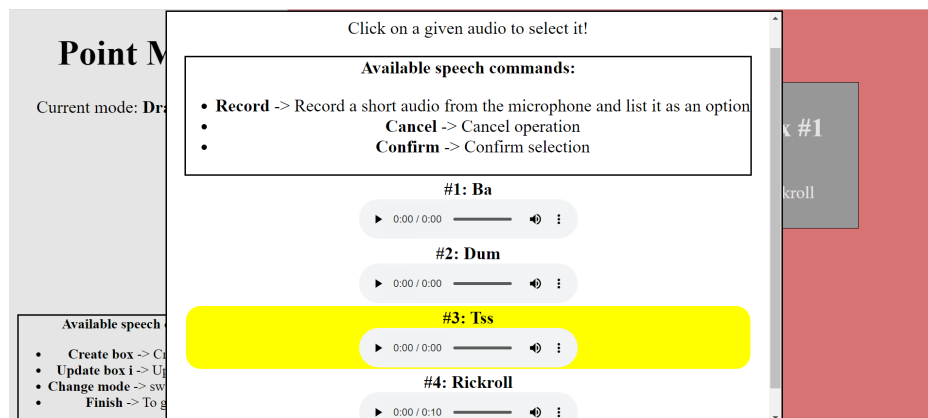 Point M
Current mode: Dra
Available speech
Create box -> Cr
Update box i -> Up
Change mode -> sw
Finish -> To g
Click on a given audio to select it!
Available speech commands:
Record -> Record a short audio from the microphone and list it as an option
Cancel -> Cancel operation
Confirm -> Confirm selection
#1: Ba
0:00 / 0:00
#2: Dum
0:00 / 0:00
#3: Tss
0:00 / 0:00
#4: Rickroll
0:00 / 0:10
x #1
kroll